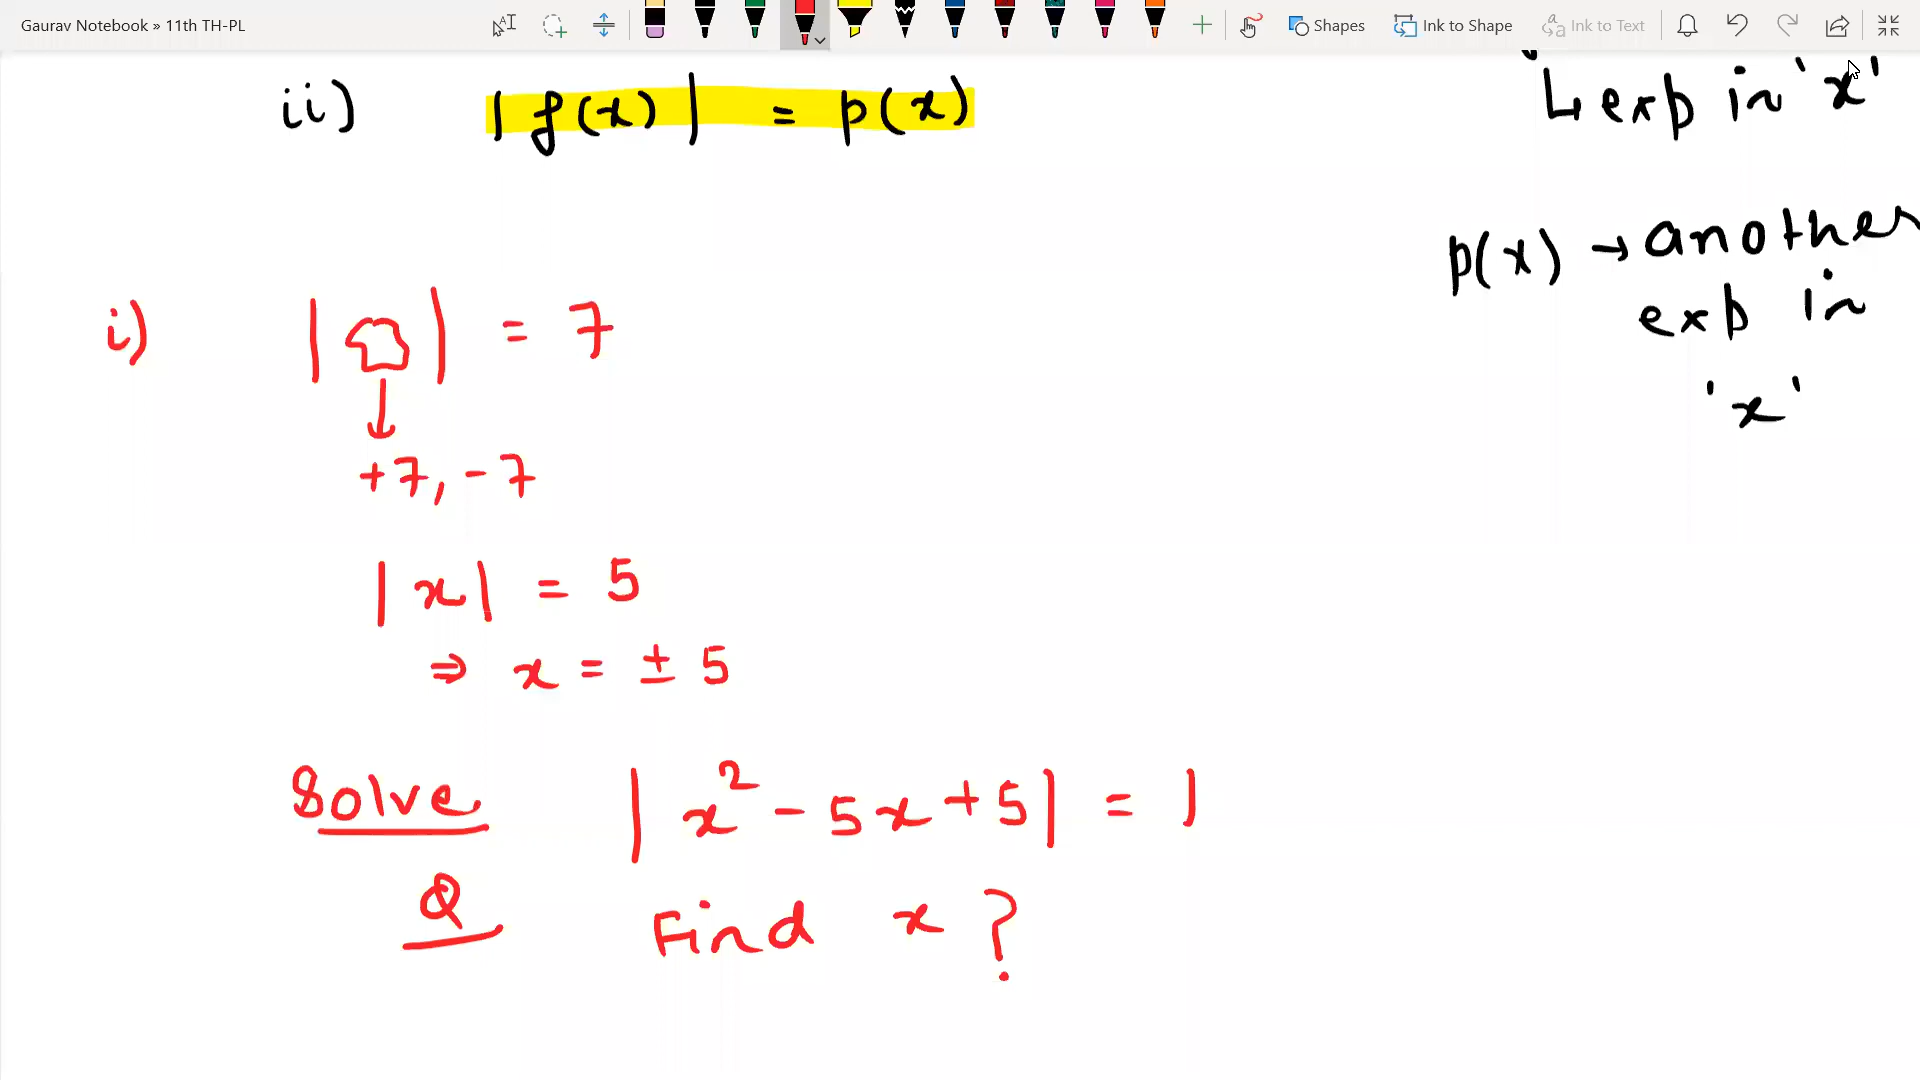 Gaurav Notebook » 11th TH-PL
Shapes
Ink to Shape
Ink to Text
ii) |f(x)| = p(x)
↳ exp in 'x'
p(x) → another
exp in
'x'
i) | | = 7
↓
+7, -7
|x| = 5
⇒ x = ± 5
Solve |x² - 5x + 5| = 1
Q Find x ?